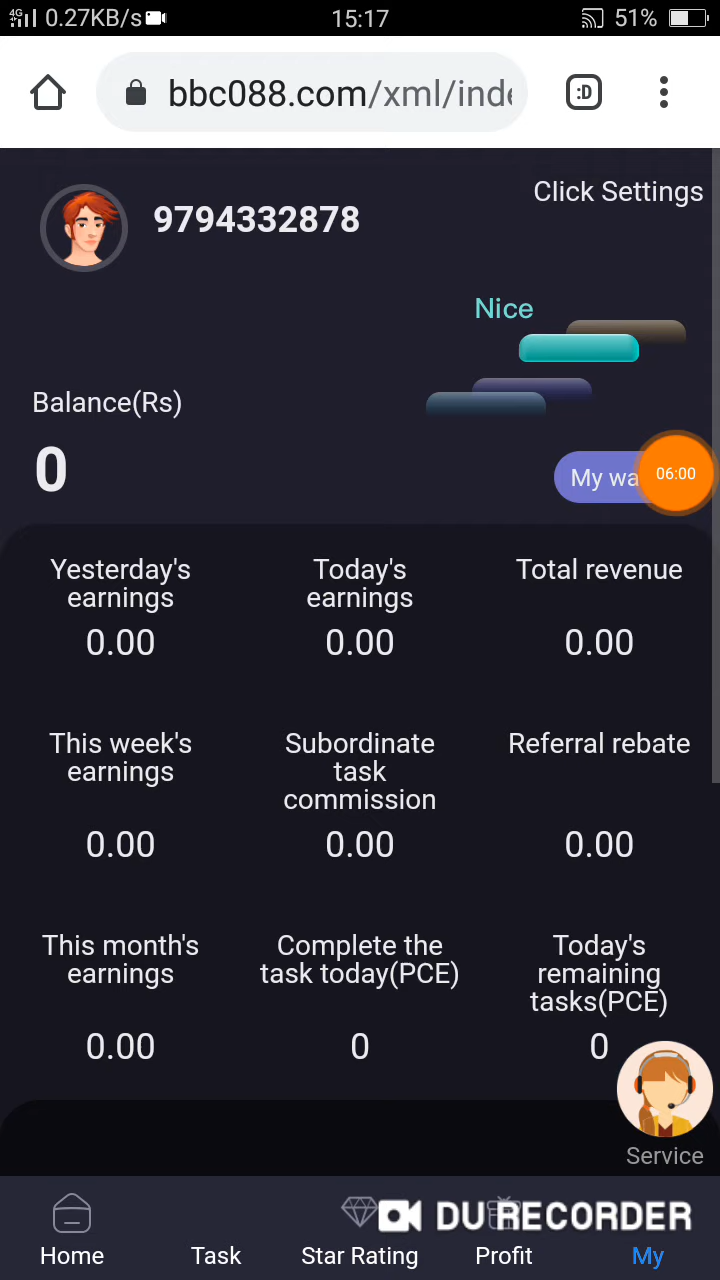 4G 0.27KB/s 15:17 51%
bbc088.com/xml/inde
:D
Click Settings
9794332878
Nice
Balance(Rs)
0
My wa
06:00
Yesterday's earnings
Today's earnings
Total revenue
0.00 0.00 0.00
This week's earnings
Subordinate task commission
Referral rebate
0.00 0.00 0.00
This month's earnings
Complete the task today(PCE)
Today's remaining tasks(PCE)
0.00 0 0
Service
DU RECORDER
Home Task Star Rating Profit My